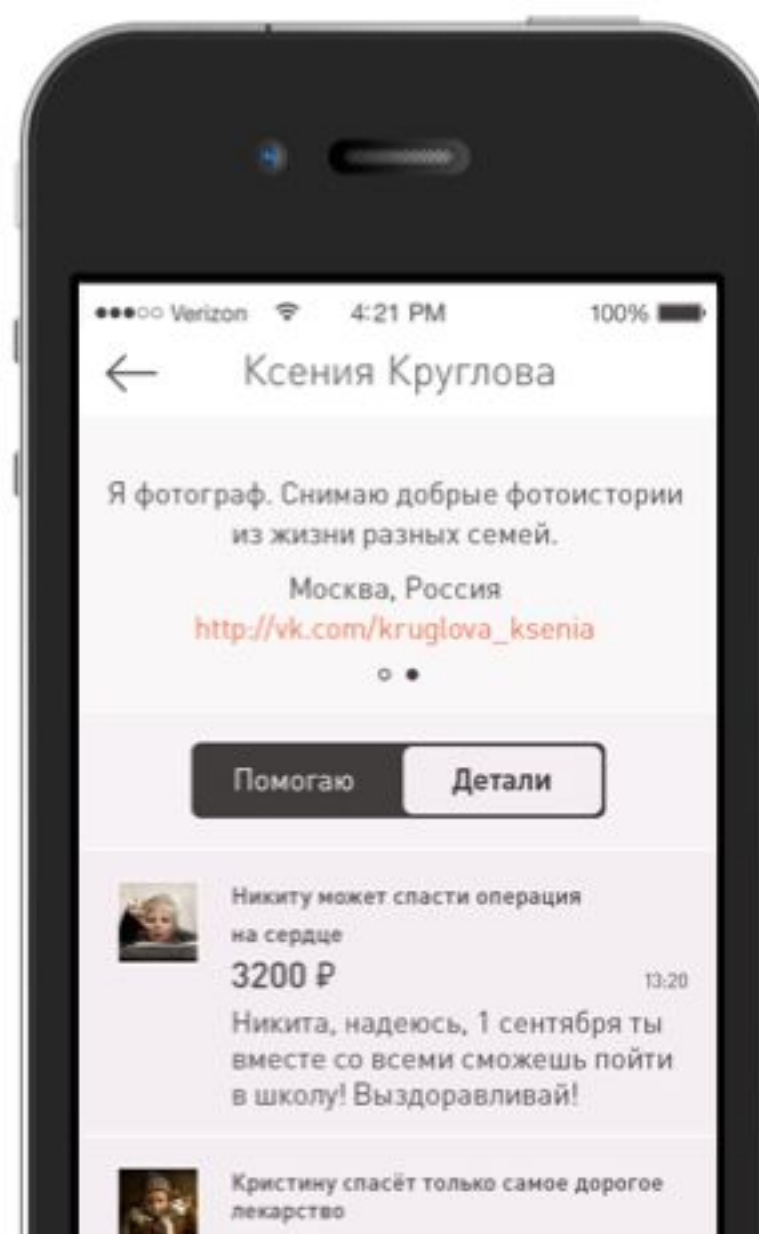 Verizon 4:21 PM 100%
Ксения Круглова
Я фотограф. Снимаю добрые фотоистории
из жизни разных семей.
Москва, Россия
http://vk.com/kruglova_ksenia
Помогаю Детали
Никиту может спасти операция
на сердце
3200 ₽ 13:20
Никита, надеюсь, 1 сентября ты
вместе со всеми сможешь пойти
в школу! Выздоравливай!
Кристину спасёт только самое дорогое
лекарство